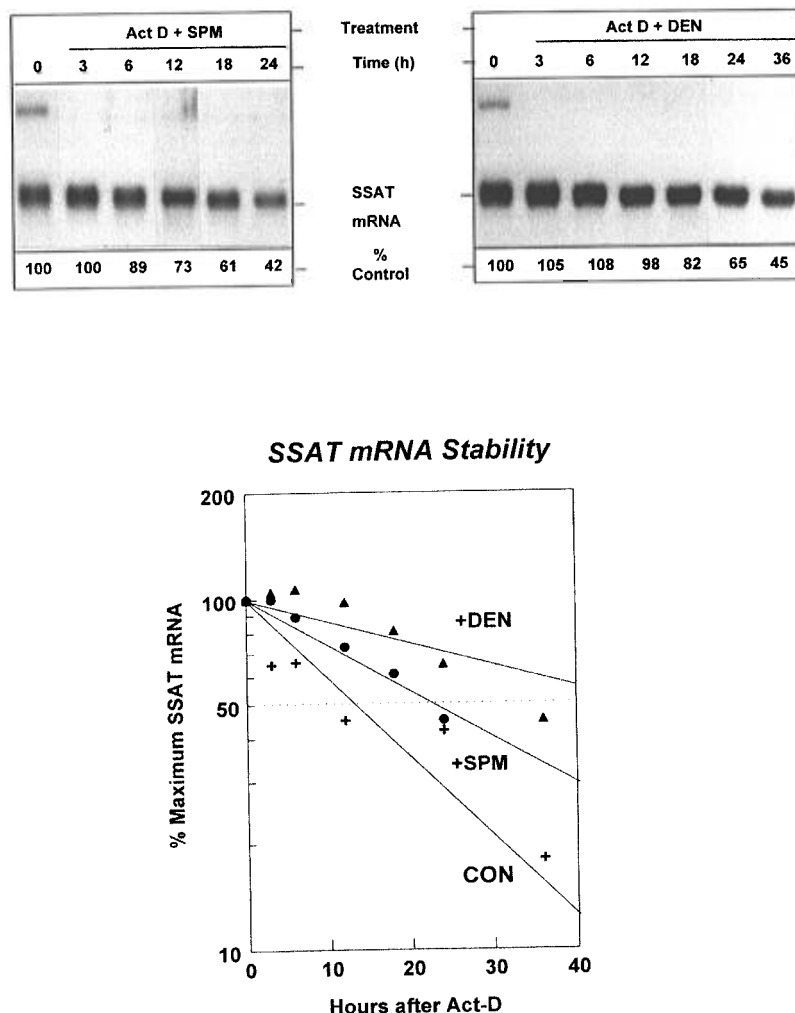 Act D + SPM
0 3 6 12 18 24
100 100 89 73 61 42
Treatment
Time (h)
SSAT
mRNA
%
Control
Act D + DEN
0 3 6 12 18 24 36
100 105 108 98 82 65 45
SSAT mRNA Stability
% Maximum SSAT mRNA
200
100
50
10
+DEN
+SPM
CON
0 10 20 30 40
Hours after Act-D